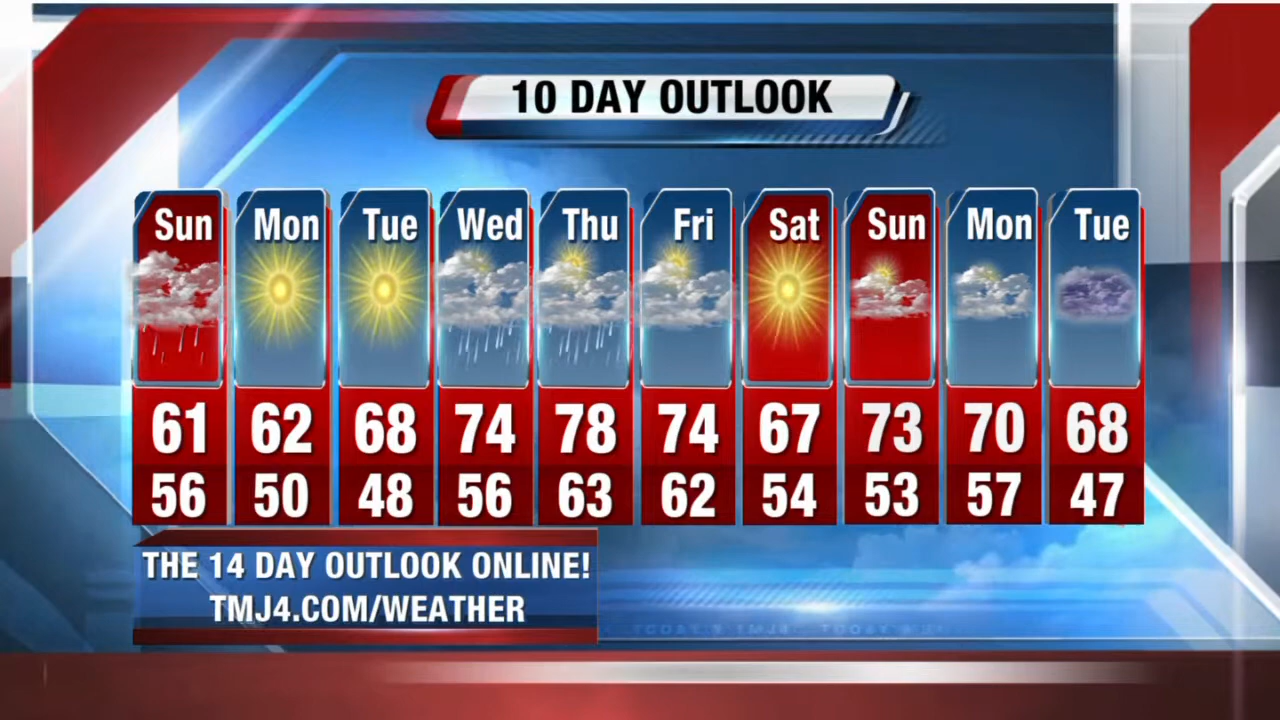 10 DAY OUTLOOK
Sun Mon Tue Wed Thu Fri Sat Sun Mon Tue
61 62 68 74 78 74 67 73 70 68
56 50 48 56 63 62 54 53 57 47
THE 14 DAY OUTLOOK ONLINE!
TMJ4.COM/WEATHER